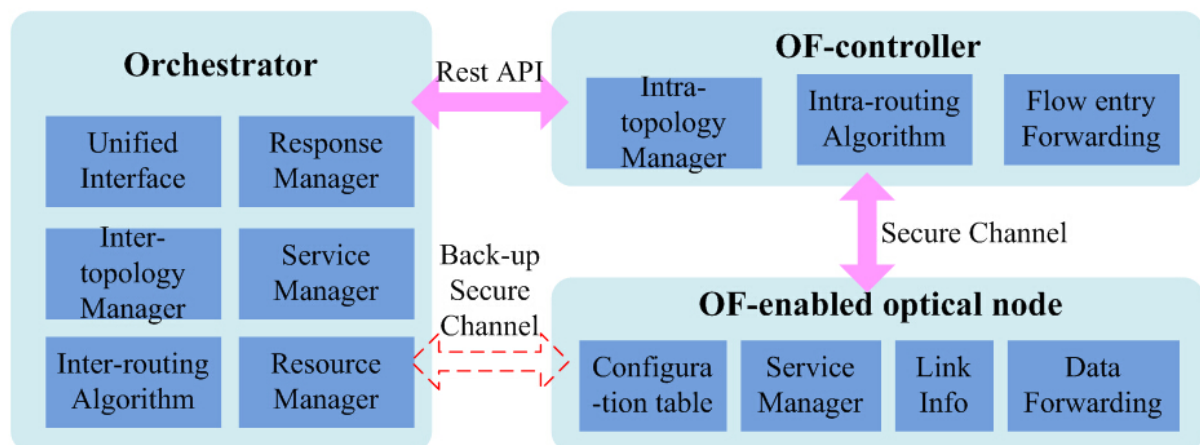 Orchestrator
Unified
Interface
Response
Manager
Inter-
topology
Manager
Service
Manager
Inter-routing
Algorithm
Resource
Manager
Rest API
Back-up
Secure
Channel
OF-controller
Intra-
topology
Manager
Intra-routing
Algorithm
Flow entry
Forwarding
Secure Channel
OF-enabled optical node
Configura
-tion table
Service
Manager
Link
Info
Data
Forwarding